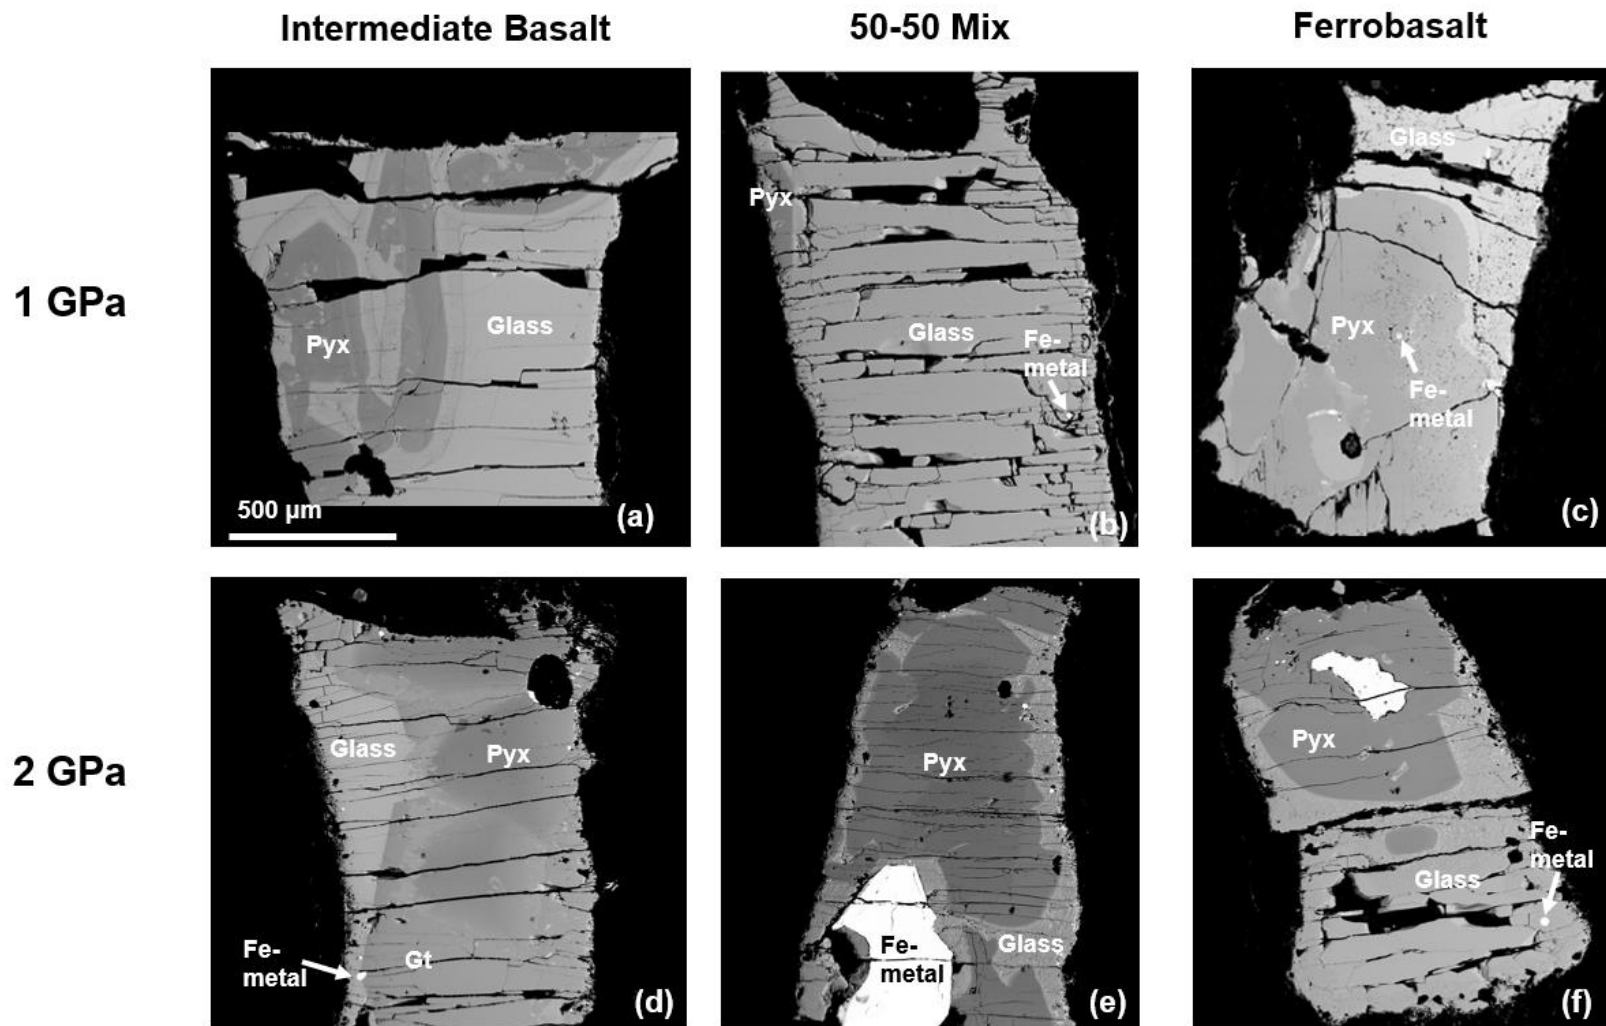 Intermediate Basalt
50-50 Mix
Ferrobasalt
1 GPa
Pyx
Glass
500 µm
(a)
Pyx
Glass
Fe-
metal
(b)
Glass
Pyx
Fe-
metal
(c)
2 GPa
Glass
Pyx
Fe-
metal
Gt
(d)
Pyx
Fe-
metal
Glass
(e)
Pyx
Fe-
metal
Glass
(f)